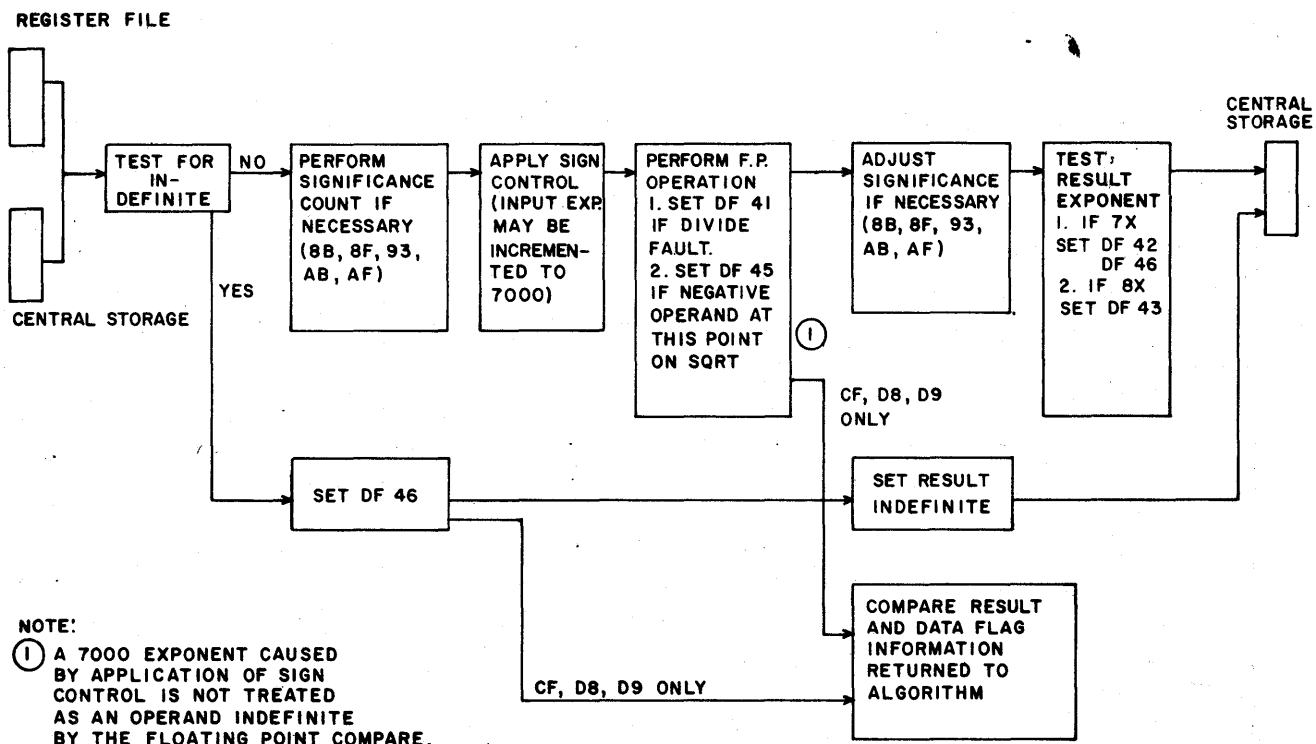 REGISTER FILE
CENTRAL STORAGE
TEST FOR
IN-
DEFINITE
NO
YES
PERFORM
SIGNIFICANCE
COUNT IF
NECESSARY
(8B, 8F, 93,
AB, AF)
APPLY SIGN
CONTROL
(INPUT EXP.
MAY BE
INCREMEN-
TED TO
7000)
PERFORM F.P.
OPERATION
1. SET DF 41
IF DIVIDE
FAULT.
2. SET DF 45
IF NEGATIVE
OPERAND AT
THIS POINT
ON SQRT
1
CF, D8, D9
ONLY
ADJUST
SIGNIFICANCE
IF NECESSARY
(8B, 8F, 93,
AB, AF)
TEST,
RESULT
EXPONENT
1. IF 7X
SET DF 42
DF 46
2. IF 8X
SET DF 43
CENTRAL
STORAGE
SET DF 46
SET RESULT
INDEFINITE
CF, D8, D9 ONLY
COMPARE RESULT
AND DATA FLAG
INFORMATION
RETURNED TO
ALGORITHM
NOTE:
1 A 7000 EXPONENT CAUSED
BY APPLICATION OF SIGN
CONTROL IS NOT TREATED
AS AN OPERAND INDEFINITE
BY THE FLOATING POINT COMPARE.